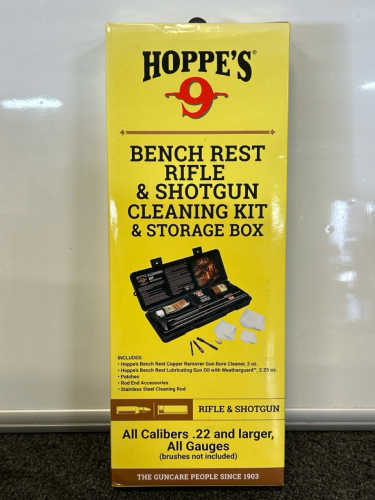 HOPPE'S®
9
BENCH REST
RIFLE
& SHOTGUN
CLEANING KIT
& STORAGE BOX
INCLUDES:
• Hoppe's Bench Rest Copper Remover Gun Bore Cleaner, 2 oz.
• Hoppe's Bench Rest Lubricating Gun Oil with Weatherguard™, 2.25 oz.
• Patches
• Rod End Accessories
• Stainless Steel Cleaning Rod
RIFLE & SHOTGUN
All Calibers .22 and larger,
All Gauges
(brushes not included)
THE GUNCARE PEOPLE SINCE 1903